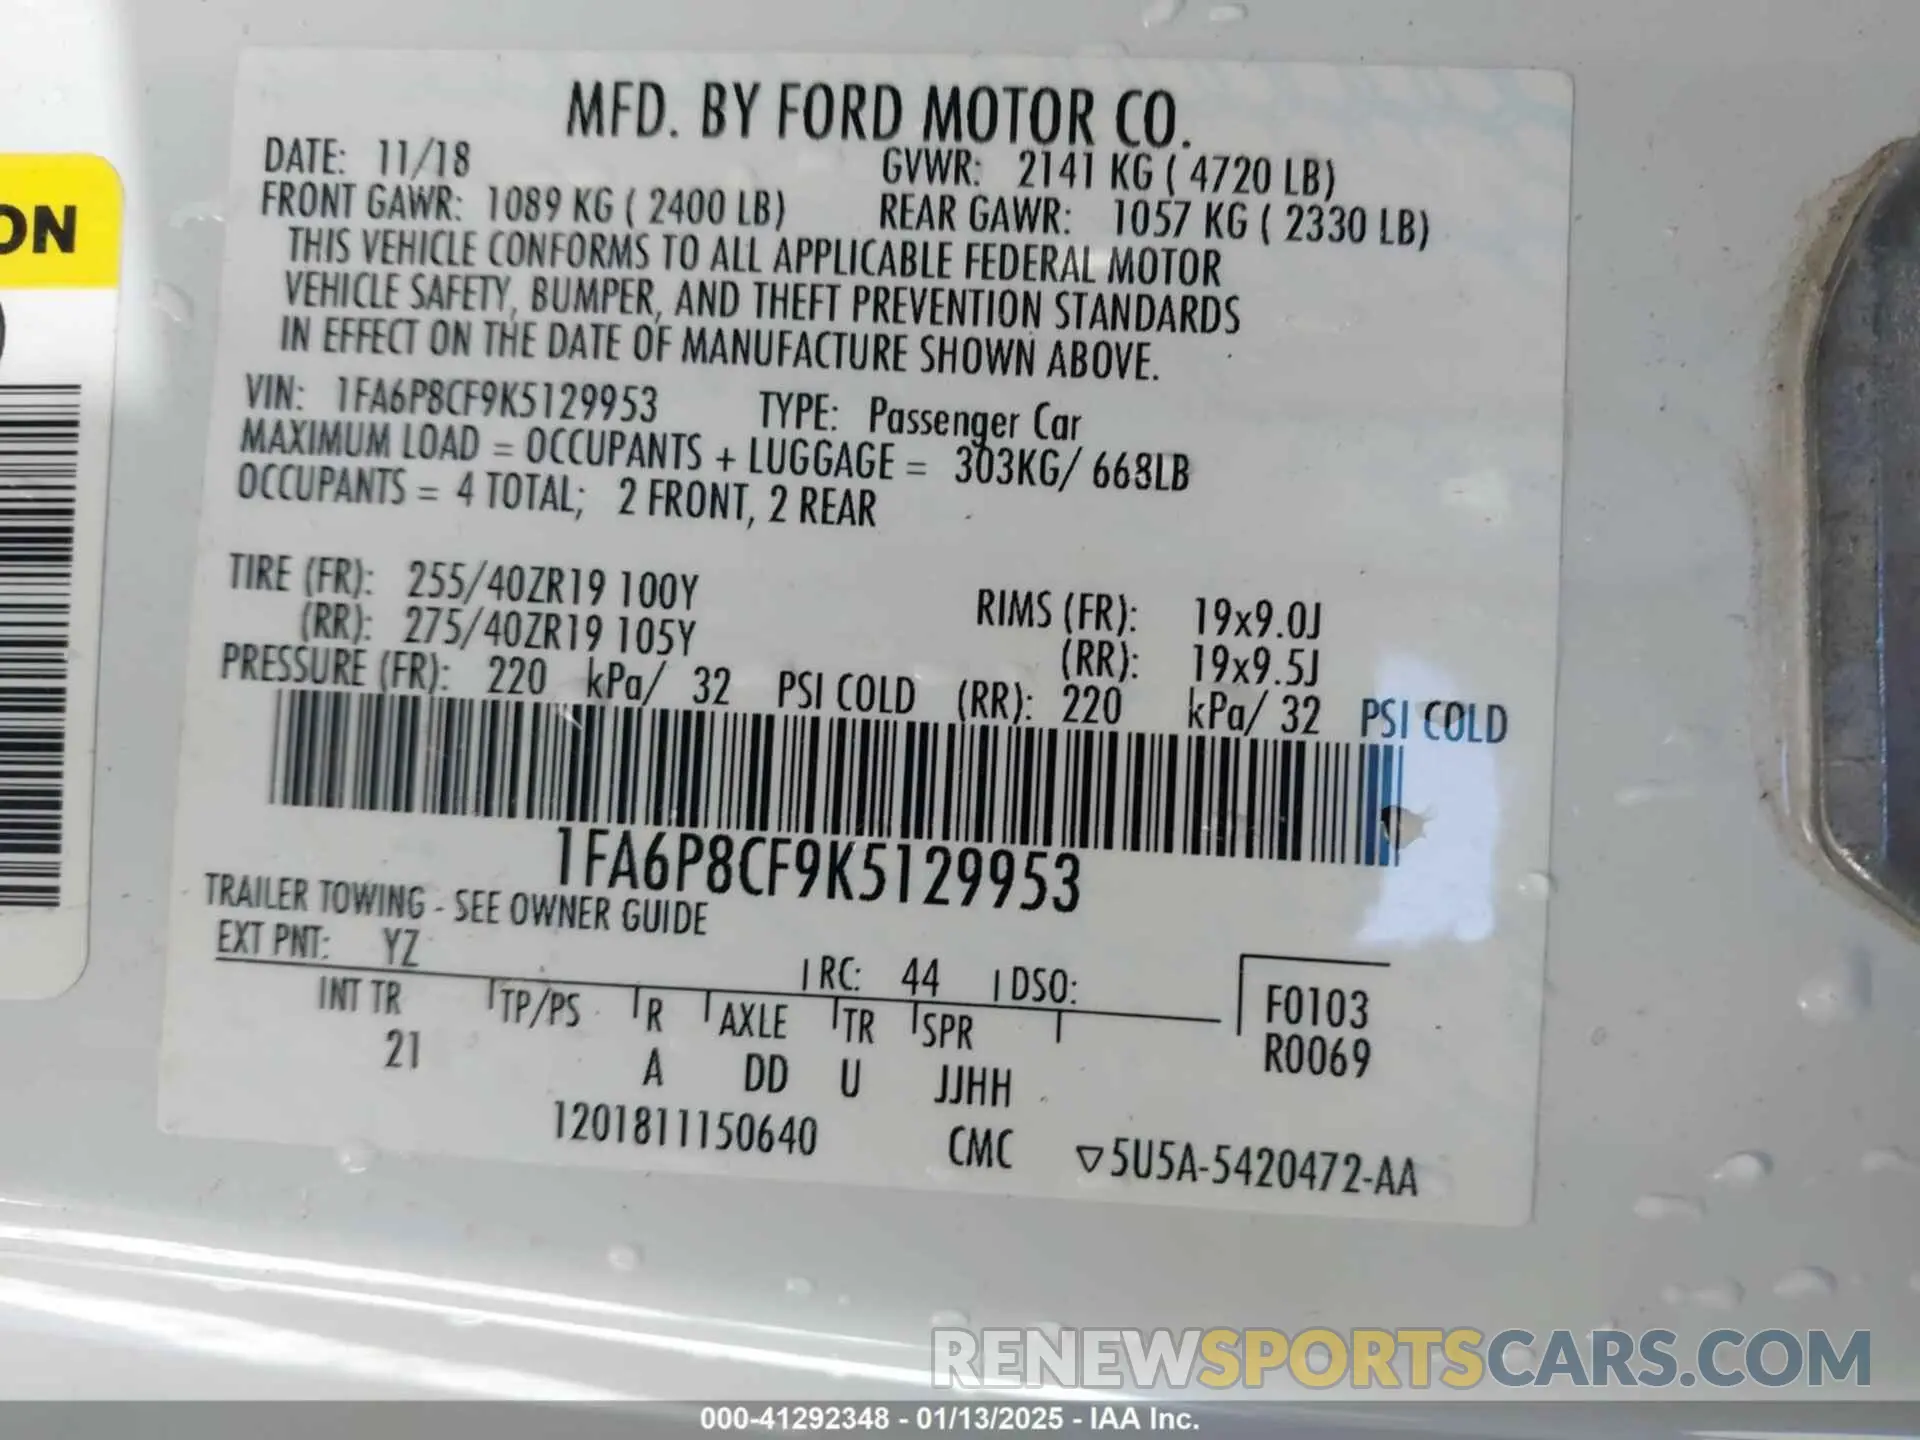 ON
MFD. BY FORD MOTOR CO.
DATE: 11/18 GVWR: 2141 KG ( 4720 LB)
FRONT GAWR: 1089 KG ( 2400 LB) REAR GAWR: 1057 KG ( 2330 LB)
THIS VEHICLE CONFORMS TO ALL APPLICABLE FEDERAL MOTOR
VEHICLE SAFETY, BUMPER, AND THEFT PREVENTION STANDARDS
IN EFFECT ON THE DATE OF MANUFACTURE SHOWN ABOVE.
VIN: 1FA6P8CF9K5129953 TYPE: Passenger Car
MAXIMUM LOAD = OCCUPANTS + LUGGAGE = 303KG/ 668LB
OCCUPANTS = 4 TOTAL; 2 FRONT, 2 REAR
TIRE (FR): 255/40ZR19 100Y RIMS (FR): 19x9.0J
(RR): 275/40ZR19 105Y (RR): 19x9.5J
PRESSURE (FR): 220 kPa/ 32 PSI COLD (RR): 220 kPa/ 32 PSI COLD
1FA6P8CF9K5129953
TRAILER TOWING - SEE OWNER GUIDE
EXT PNT: YZ RC: 44 DSO: F0103
INT TR TP/PS R AXLE TR SPR R0069
21 A DD U JJHH
1201811150640 CMC ▽5U5A-5420472-AA
RENEWSPORTSCARS.COM
000-41292348 - 01/13/2025 - IAA Inc.